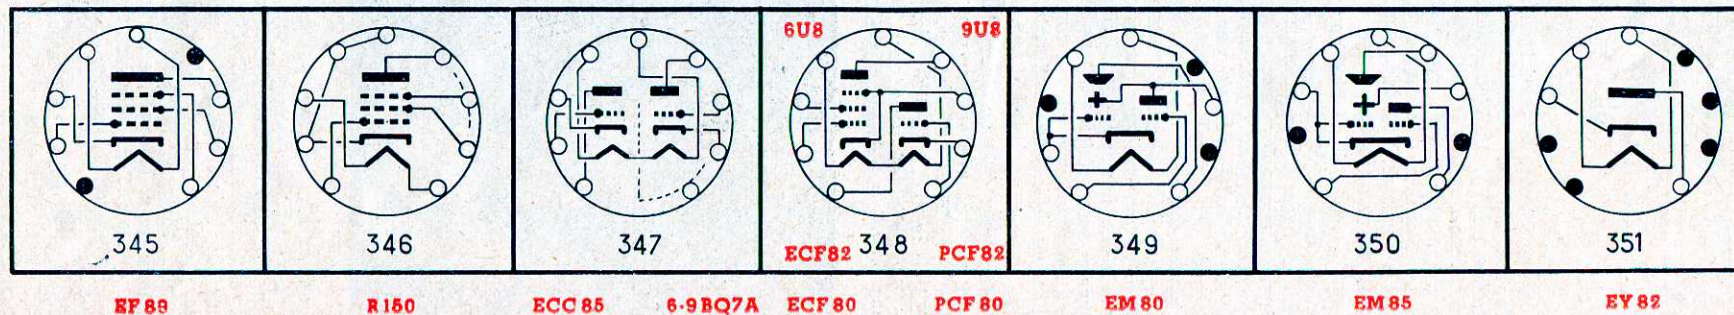 6U8 9U8
345 346 347 348 349 350 351
ECF82 PCF82
EF89 R150 ECC85 6·9BQ7A ECF80 PCF80 EM80 EM85 EY82